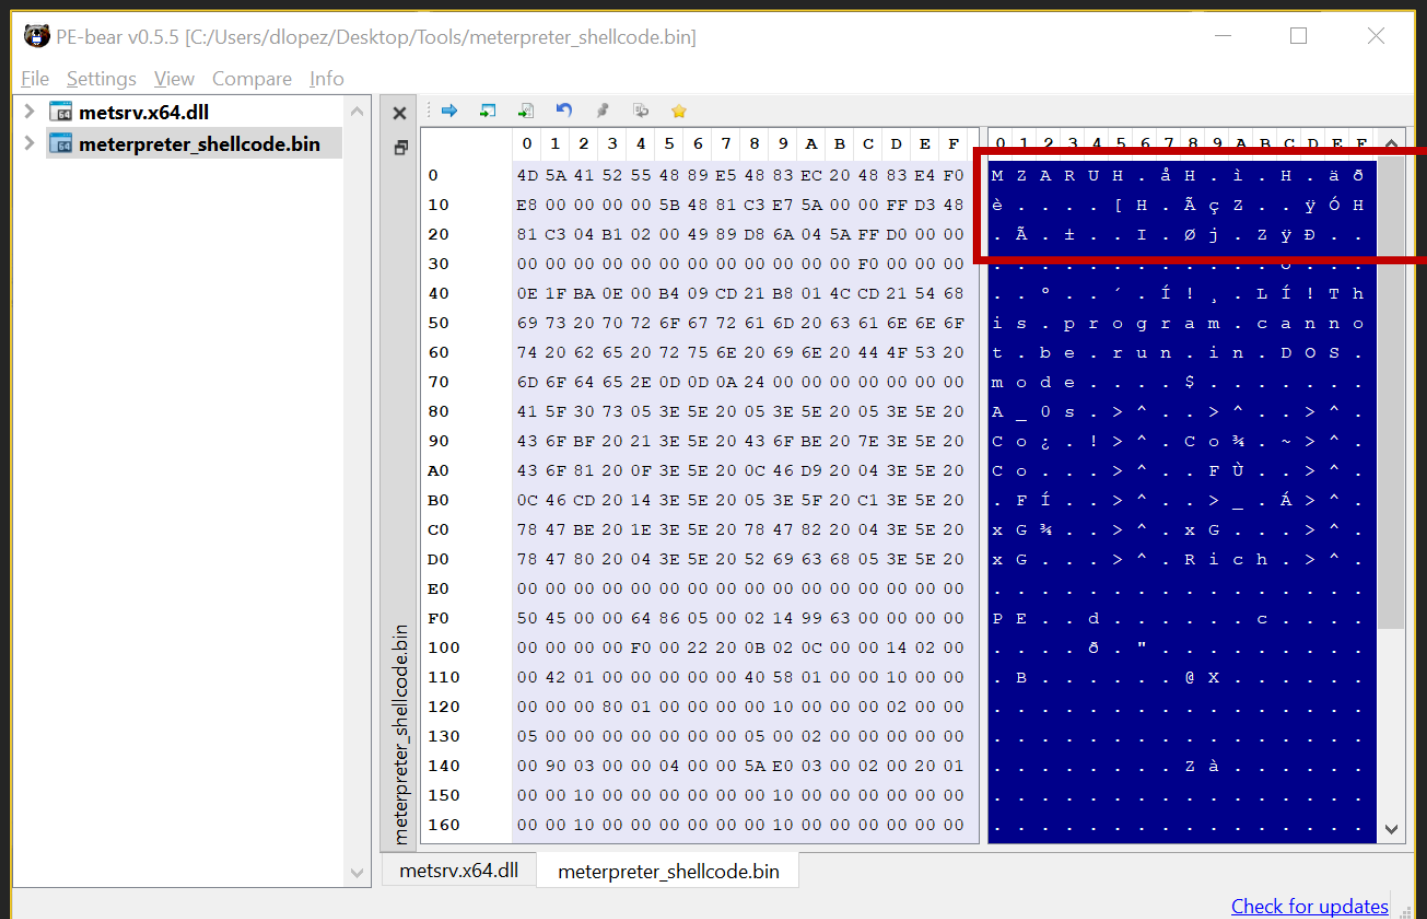 PE-bear v0.5.5 [C:/Users/dlopez/Desktop/Tools/meterpreter_shellcode.bin]
File Settings View Compare Info
metsrv.x64.dll
meterpreter_shellcode.bin
meterpreter_shellcode.bin
0 1 2 3 4 5 6 7 8 9 A B C D E F 0 1 2 3 4 5 6 7 8 9 A B C D E F
0 4D 5A 41 52 55 48 89 E5 48 83 EC 20 48 83 E4 F0 M Z A R U H . å H . ì . H . ä ð
10 E8 00 00 00 00 5B 48 81 C3 E7 5A 00 00 FF D3 48 è . . . . [ H . Ã ç Z . . ÿ Ó H
20 81 C3 04 B1 02 00 49 89 D8 6A 04 5A FF D0 00 00 . Ã . ± . . I . Ø j . Z ÿ Ð . .
30 00 00 00 00 00 00 00 00 00 00 00 00 F0 00 00 00 . . . . . . . . . . . . ð . . .
40 0E 1F BA 0E 00 B4 09 CD 21 B8 01 4C CD 21 54 68 . . º . . ´ . Í ! ¸ . L Í ! T h
50 69 73 20 70 72 6F 67 72 61 6D 20 63 61 6E 6E 6F i s . p r o g r a m . c a n n o
60 74 20 62 65 20 72 75 6E 20 69 6E 20 44 4F 53 20 t . b e . r u n . i n . D O S .
70 6D 6F 64 65 2E 0D 0D 0A 24 00 00 00 00 00 00 00 m o d e . . . . $ . . . . . . .
80 41 5F 30 73 05 3E 5E 20 05 3E 5E 20 05 3E 5E 20 A _ 0 s . > ^ . . > ^ . . > ^ .
90 43 6F BF 20 21 3E 5E 20 43 6F BE 20 7E 3E 5E 20 C o ¿ . ! > ^ . C o ¾ . ~ > ^ .
A0 43 6F 81 20 0F 3E 5E 20 0C 46 D9 20 04 3E 5E 20 C o . . . > ^ . . F Ù . . > ^ .
B0 0C 46 CD 20 14 3E 5E 20 05 3E 5F 20 C1 3E 5E 20 . F Í . . > ^ . . > _ . Á > ^ .
C0 78 47 BE 20 1E 3E 5E 20 78 47 82 20 04 3E 5E 20 x G ¾ . . > ^ . x G . . . > ^ .
D0 78 47 80 20 04 3E 5E 20 52 69 63 68 05 3E 5E 20 x G . . . > ^ . R i c h . > ^ .
E0 00 00 00 00 00 00 00 00 00 00 00 00 00 00 00 00 . . . . . . . . . . . . . . . .
F0 50 45 00 00 64 86 05 00 02 14 99 63 00 00 00 00 P E . . d . . . . . . c . . . .
100 00 00 00 00 F0 00 22 20 0B 02 0C 00 00 14 02 00 . . . . ð . " . . . . . . . . .
110 00 42 01 00 00 00 00 00 40 58 01 00 00 10 00 00 . B . . . . . . @ X . . . . . .
120 00 00 00 80 01 00 00 00 00 10 00 00 00 02 00 00 . . . . . . . . . . . . . . . .
130 05 00 00 00 00 00 00 00 05 00 02 00 00 00 00 00 . . . . . . . . . . . . . . . .
140 00 90 03 00 00 04 00 00 5A E0 03 00 02 00 20 01 . . . . . . . . Z à . . . . . .
150 00 00 10 00 00 00 00 00 00 10 00 00 00 00 00 00 . . . . . . . . . . . . . . . .
160 00 00 10 00 00 00 00 00 00 10 00 00 00 00 00 00 . . . . . . . . . . . . . . . .
metsrv.x64.dll meterpreter_shellcode.bin
Check for updates